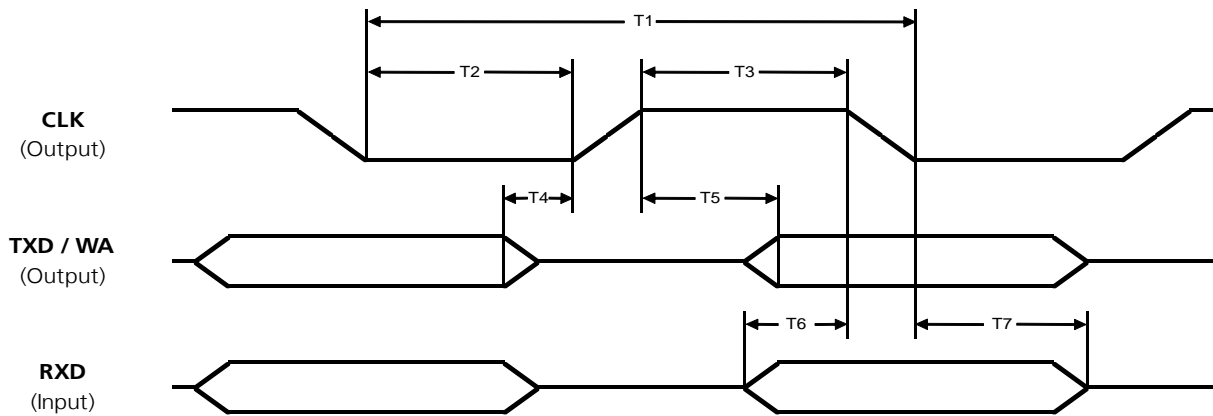 T1
T2
T3
CLK
(Output)
T4
T5
TXD / WA
(Output)
T6
T7
RXD
(Input)